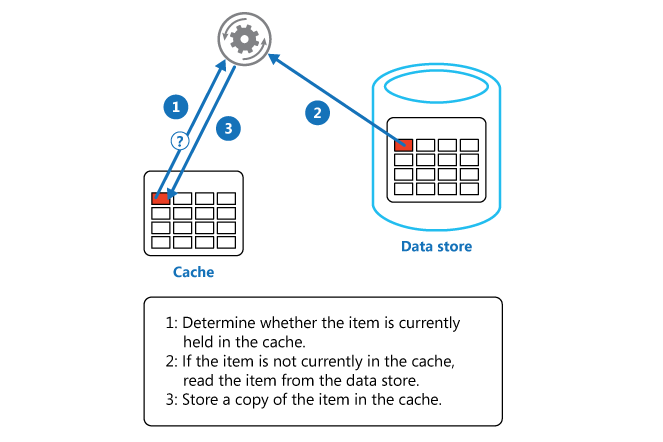 1
2
3
?
Data store
Cache
1: Determine whether the item is currently
held in the cache.
2: If the item is not currently in the cache,
read the item from the data store.
3: Store a copy of the item in the cache.